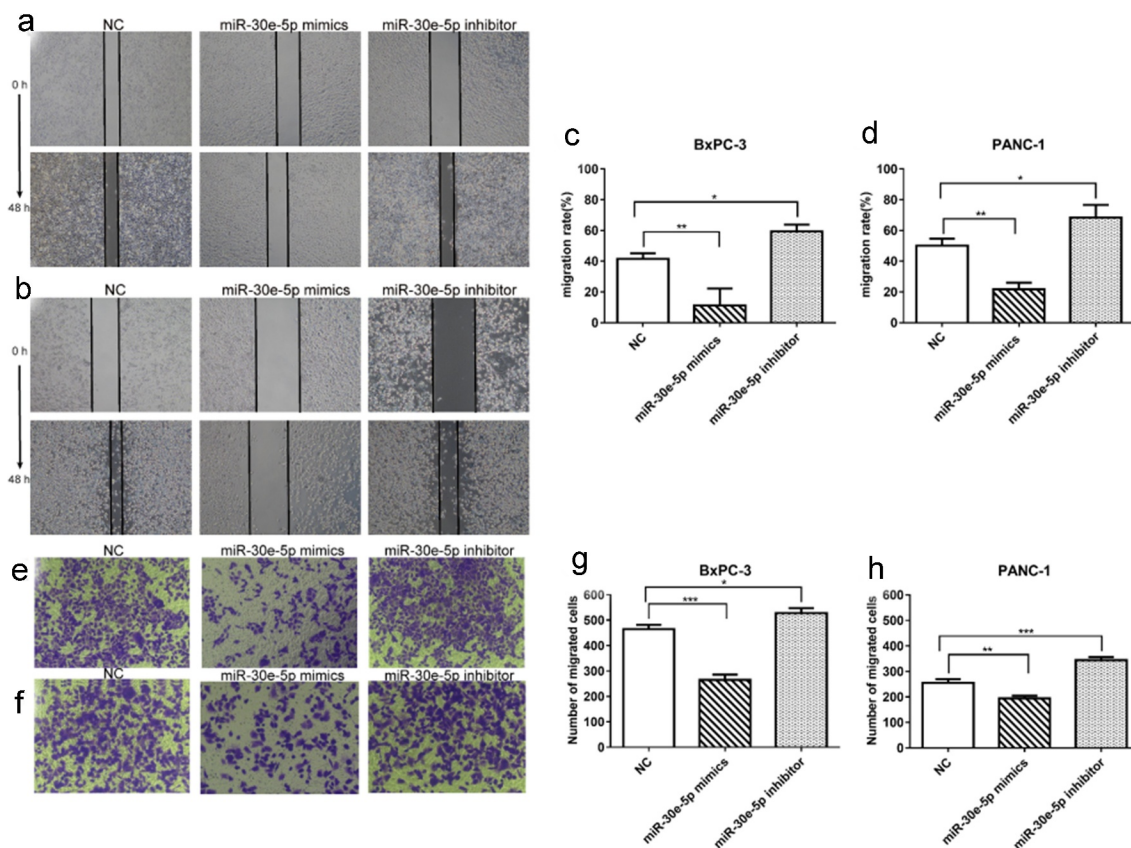 a
NC miR-30e-5p mimics miR-30e-5p inhibitor
0 h
48 h
b
NC miR-30e-5p mimics miR-30e-5p inhibitor
0 h
48 h
c
BxPC-3
migration rate(%)
100
80
60
40
20
0
*
**
NC
miR-30e-5p mimics
miR-30e-5p inhibitor
d
PANC-1
migration rate(%)
100
80
60
40
20
0
*
**
NC
miR-30e-5p mimics
miR-30e-5p inhibitor
e
NC miR-30e-5p mimics miR-30e-5p inhibitor
f
NC miR-30e-5p mimics miR-30e-5p inhibitor
g
BxPC-3
Number of migrated cells
600
500
400
300
200
100
0
*
***
NC
miR-30e-5p mimics
miR-30e-5p inhibitor
h
PANC-1
Number of migrated cells
600
500
400
300
200
100
0
***
**
NC
miR-30e-5p mimics
miR-30e-5p inhibitor